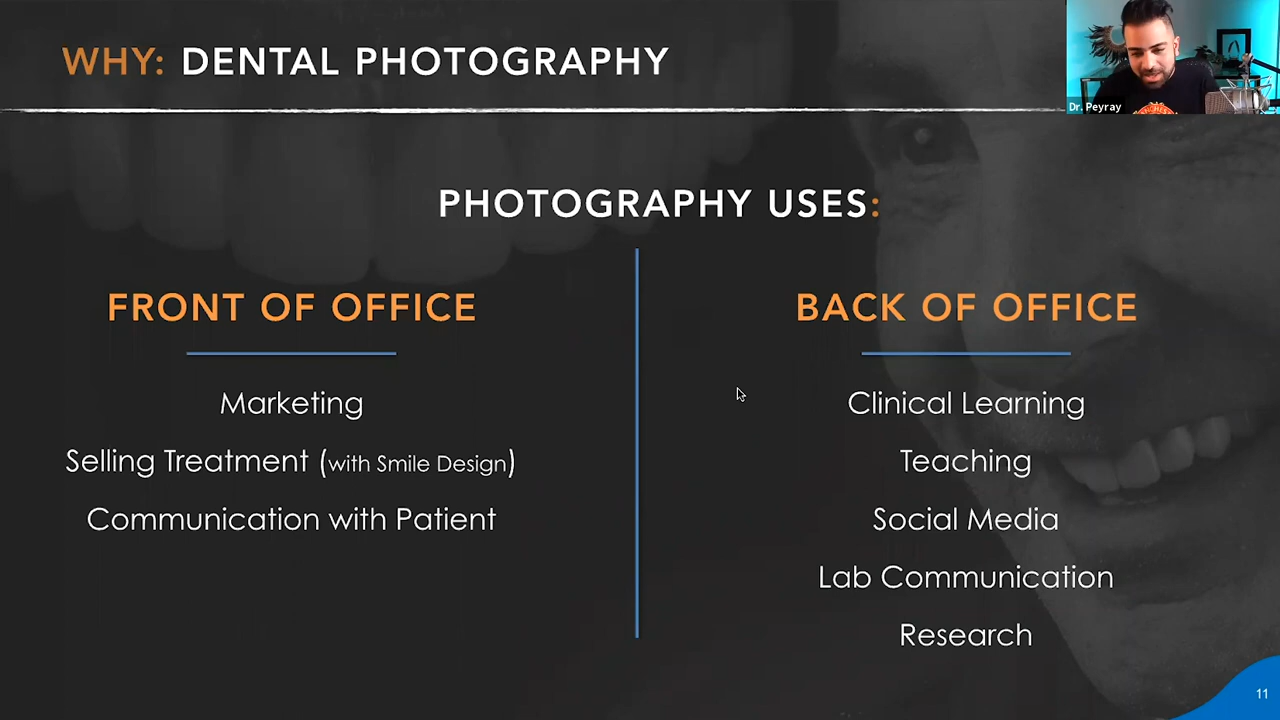 WHY: DENTAL PHOTOGRAPHY
Dr. Peyray
PHOTOGRAPHY USES:
FRONT OF OFFICE
Marketing
Selling Treatment (with Smile Design)
Communication with Patient
BACK OF OFFICE
Clinical Learning
Teaching
Social Media
Lab Communication
Research
11